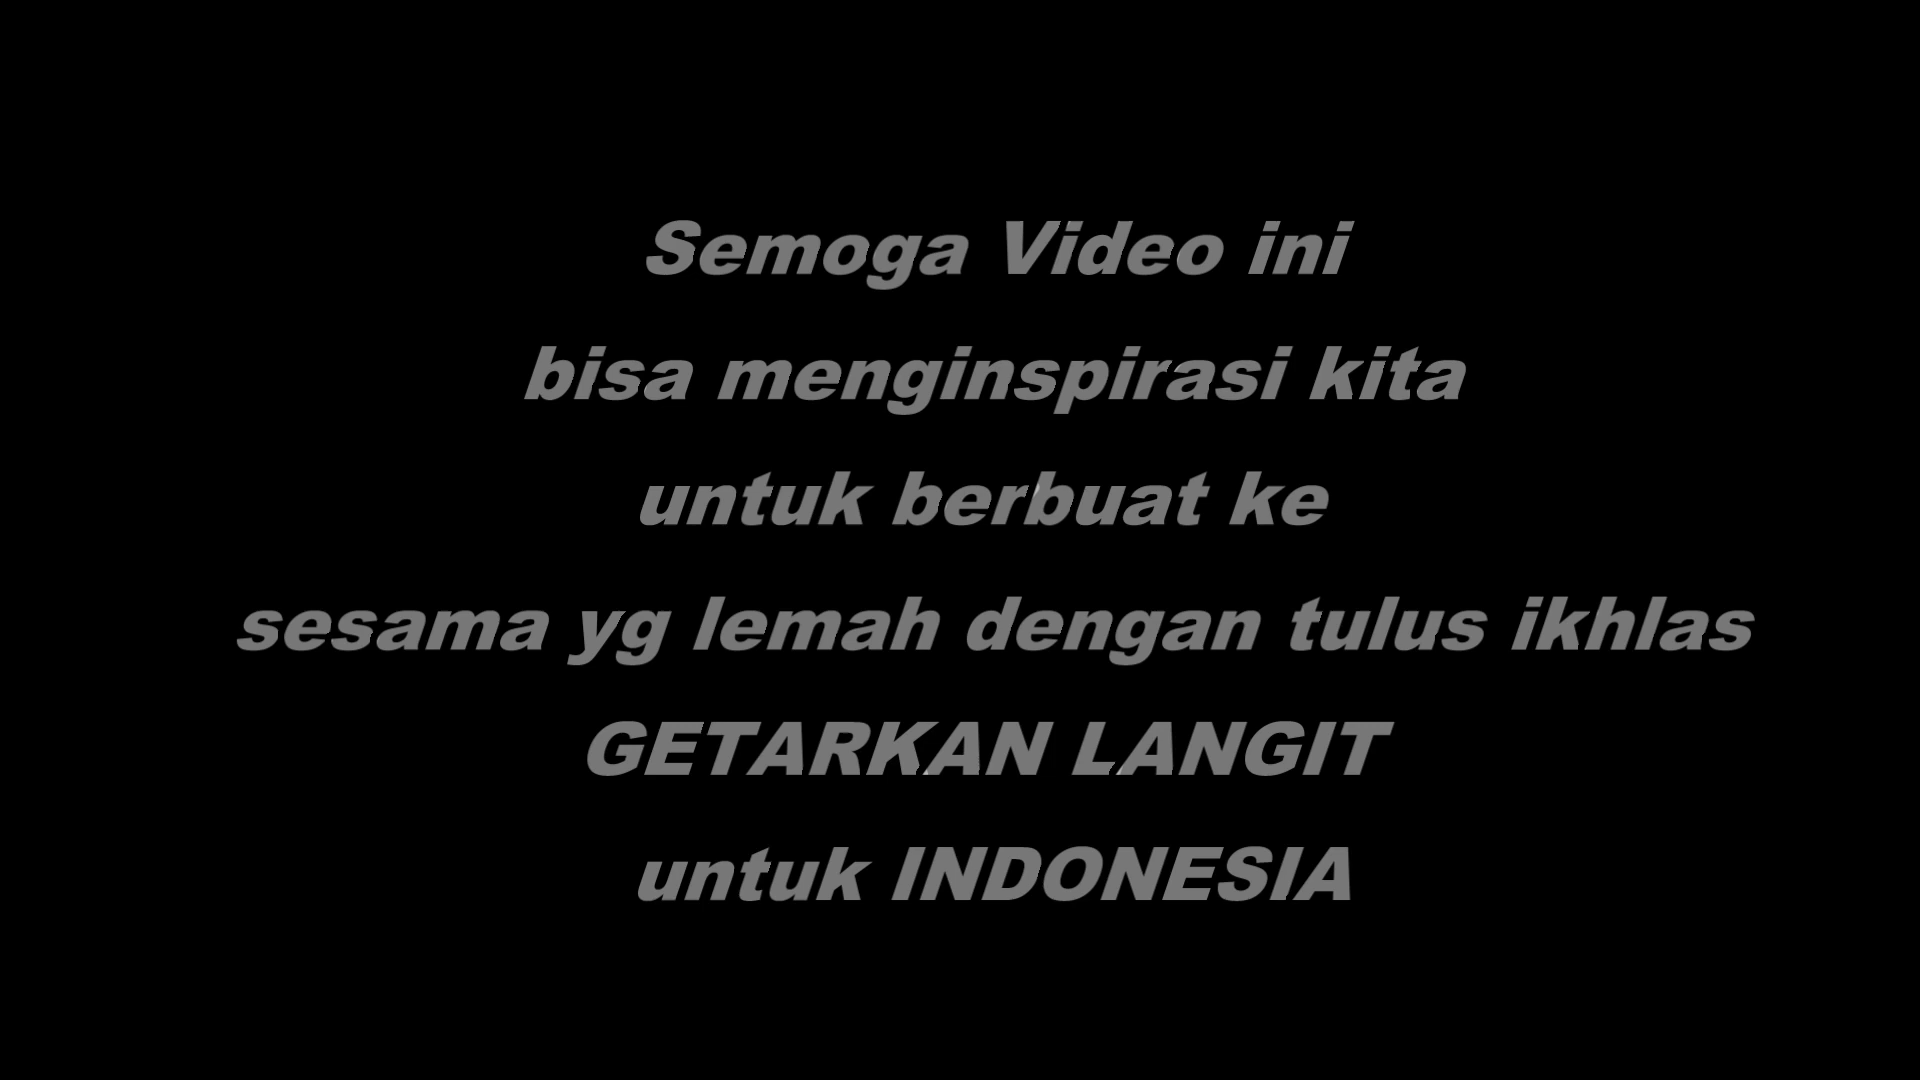 Semoga Video ini
bisa menginspirasi kita
untuk berbuat ke
sesama yg lemah dengan tulus ikhlas
GETARKAN LANGIT
untuk INDONESIA